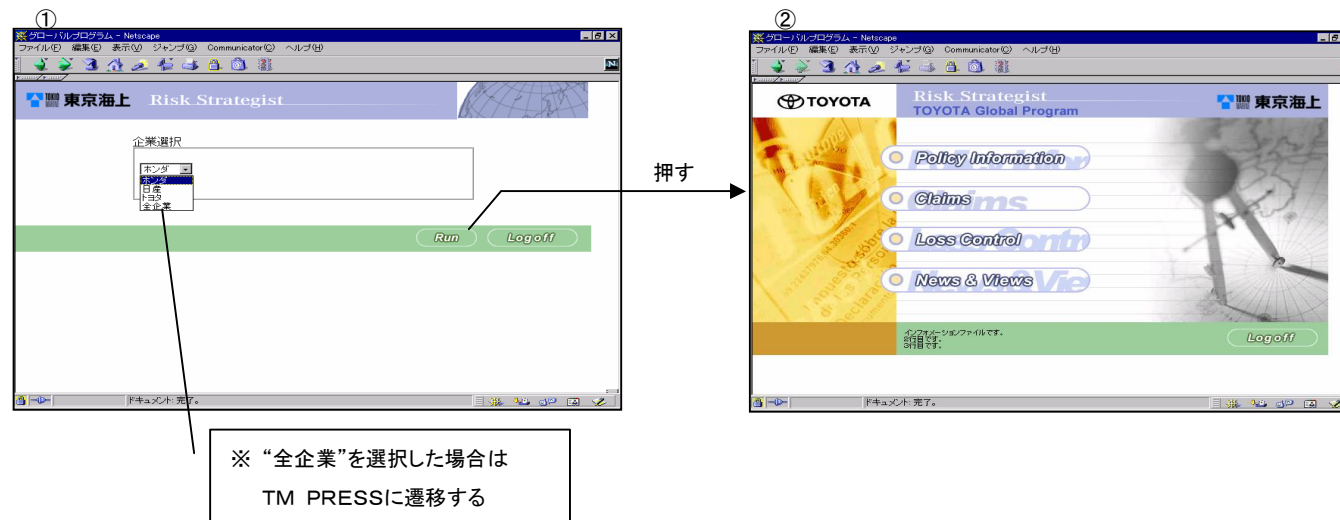 ①
グローバルプログラム - Netscape
ファイル(F) 編集(E) 表示(V) ジャンプ(G) Communicator(C) ヘルプ(H)
TOKIO MARINE 東京海上 Risk Strategist
企業選択
ホンダ
ホンダ
日産
トヨタ
全企業
Run Logoff
ドキュメント: 完了。
※ “全企業”を選択した場合は
TM PRESSに遷移する
押す
②
グローバルプログラム - Netscape
ファイル(F) 編集(E) 表示(V) ジャンプ(G) Communicator(C) ヘルプ(H)
TOYOTA Risk Strategist TOKIO MARINE 東京海上
TOYOTA Global Program
Policy Information
Claims
Loss Control
News & Views
インフォメーションファイルです。
2行目です。
3行目です。
Logoff
ドキュメント: 完了。